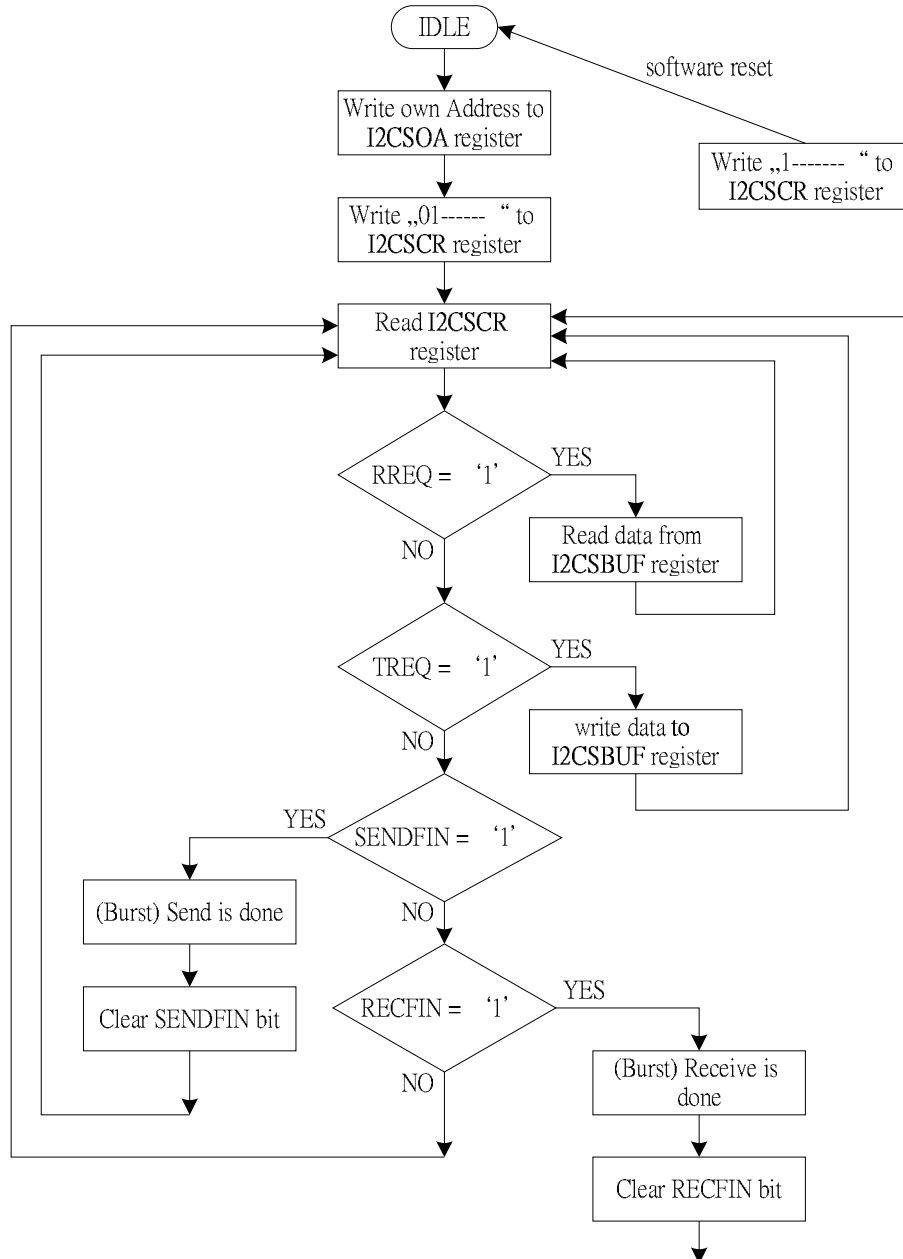 IDLE
software reset
Write own Address to
I2CSOA register
Write „1------- “ to
I2CSCR register
Write „01------ “ to
I2CSCR register
Read I2CSCR
register
RREQ = ‘1’
YES
NO
Read data from
I2CSBUF register
TREQ = ‘1’
YES
NO
write data to
I2CSBUF register
SENDFIN = ‘1’
YES
NO
(Burst) Send is done
Clear SENDFIN bit
RECFIN = ‘1’
YES
NO
(Burst) Receive is
done
Clear RECFIN bit